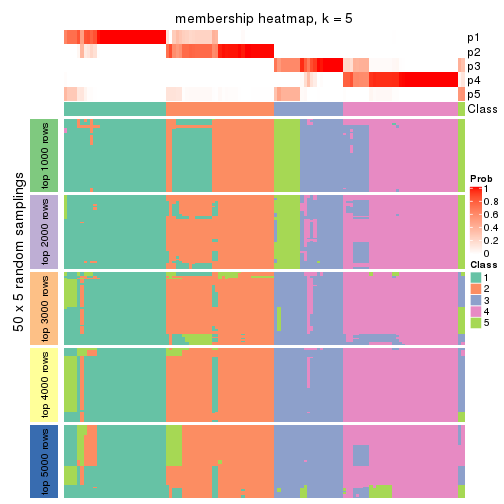 membership heatmap, k = 5
p1
p2
p3
p4
p5
Class
50 x 5 random samplings
top 1000 rows
top 2000 rows
top 3000 rows
top 4000 rows
top 5000 rows
Prob
1
0.8
0.6
0.4
0.2
0
Class
1
2
3
4
5